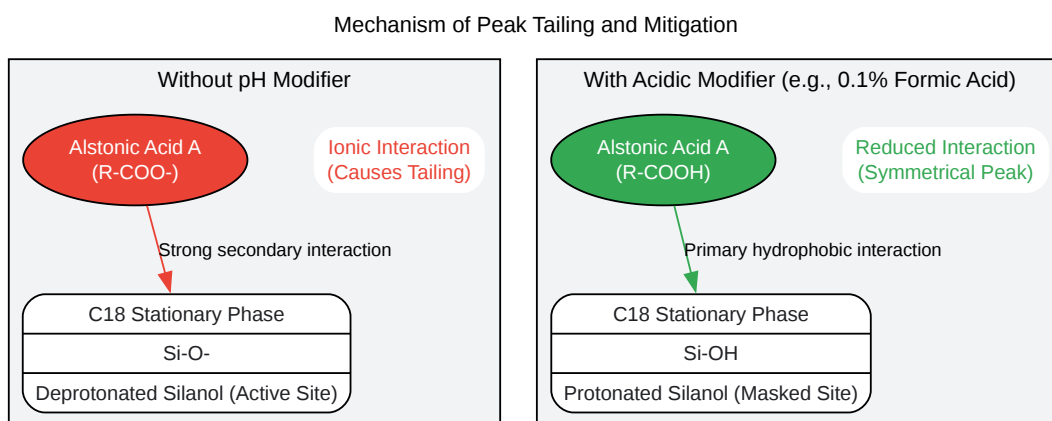 Mechanism of Peak Tailing and Mitigation
Without pH Modifier
Alstonic Acid A
(R-COO-)
Ionic Interaction
(Causes Tailing)
Strong secondary interaction
C18 Stationary Phase
Si-O-
Deprotonated Silanol (Active Site)
With Acidic Modifier (e.g., 0.1% Formic Acid)
Alstonic Acid A
(R-COOH)
Reduced Interaction
(Symmetrical Peak)
Primary hydrophobic interaction
C18 Stationary Phase
Si-OH
Protonated Silanol (Masked Site)